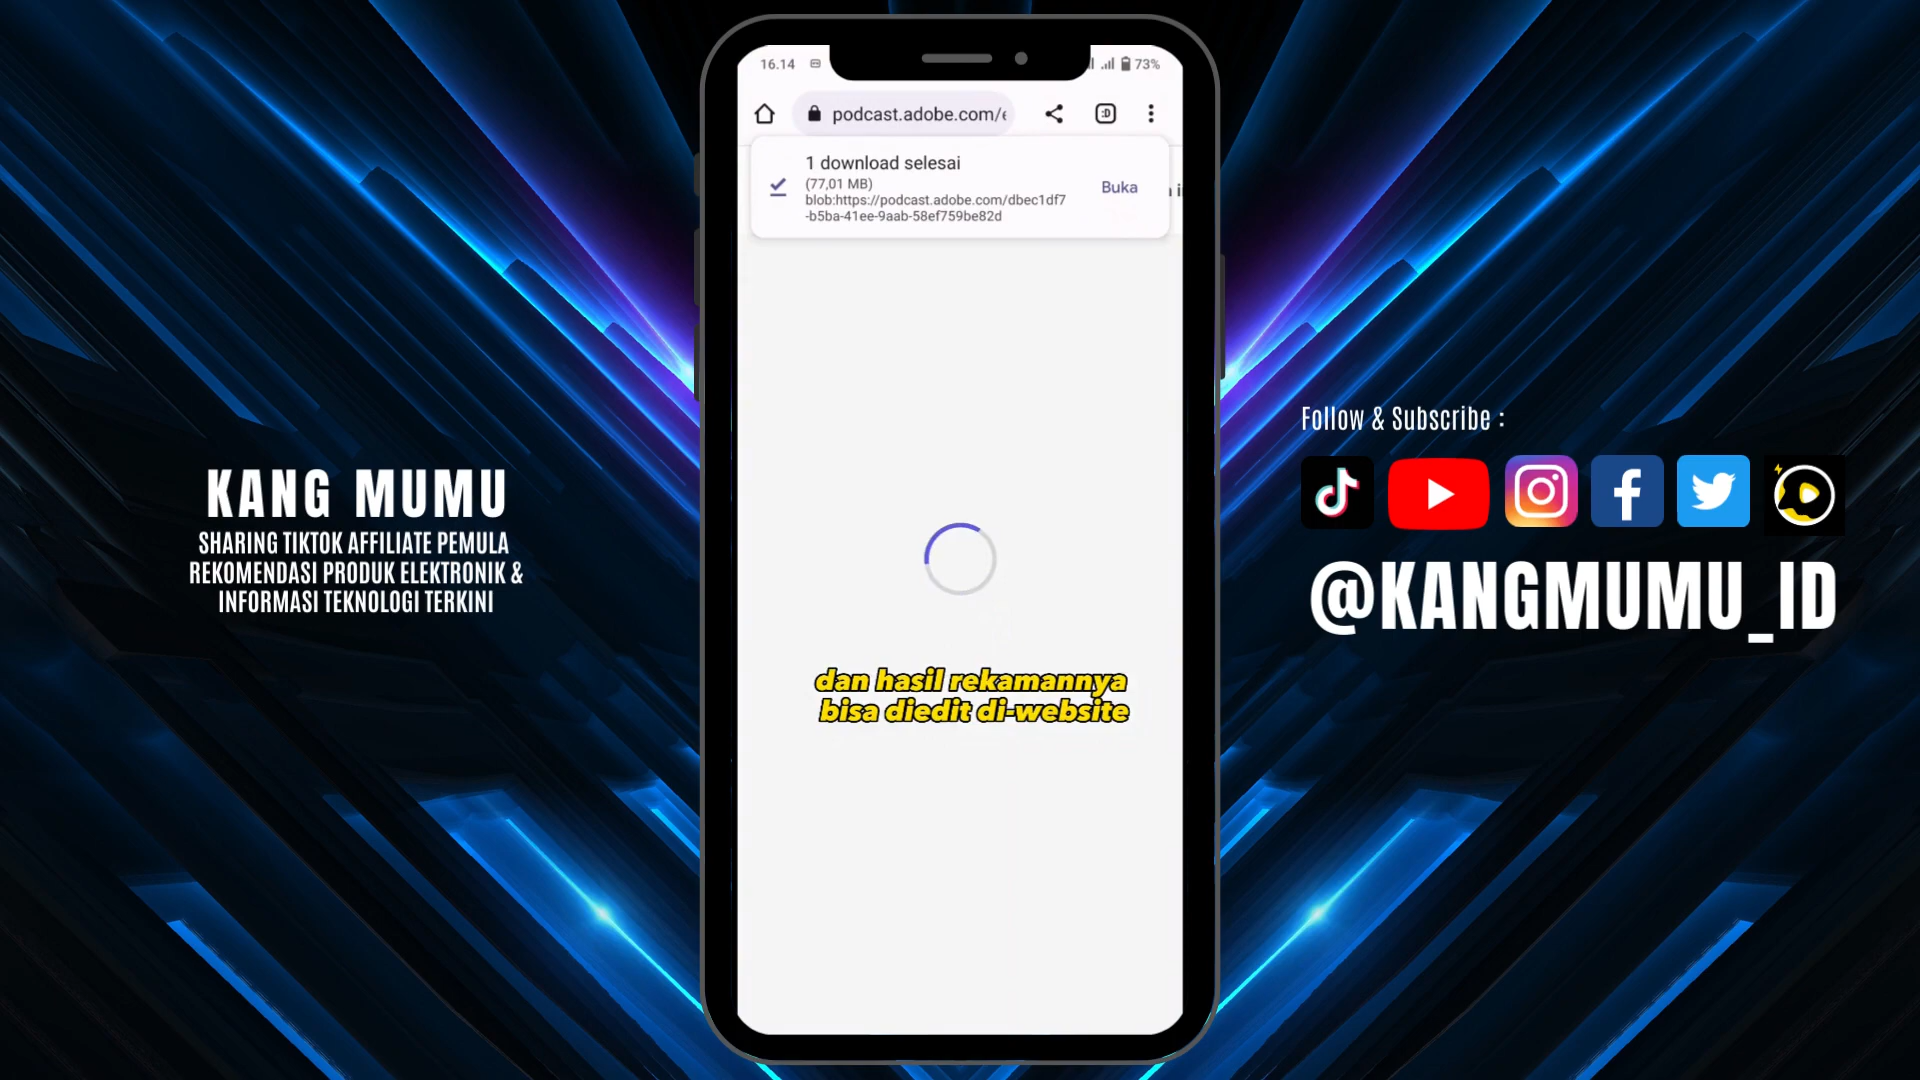 16.14
73%
podcast.adobe.com/e
1 download selesai
(77,01 MB)
blob:https://podcast.adobe.com/dbec1df7
-b5ba-41ee-9aab-58ef759be82d
Buka
dan hasil rekamannya
bisa diedit di-website
KANG MUMU
SHARING TIKTOK AFFILIATE PEMULA
REKOMENDASI PRODUK ELEKTRONIK &
INFORMASI TEKNOLOGI TERKINI
Follow & Subscribe :
@KANGMUMU_ID